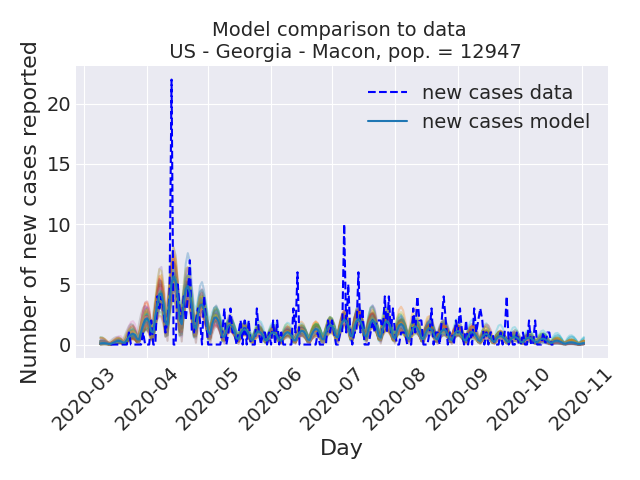 Model comparison to data
US - Georgia - Macon, pop. = 12947
Number of new cases reported
20
15
10
5
0
new cases data
new cases model
2020-03
2020-04
2020-05
2020-06
2020-07
2020-08
2020-09
2020-10
2020-11
Day